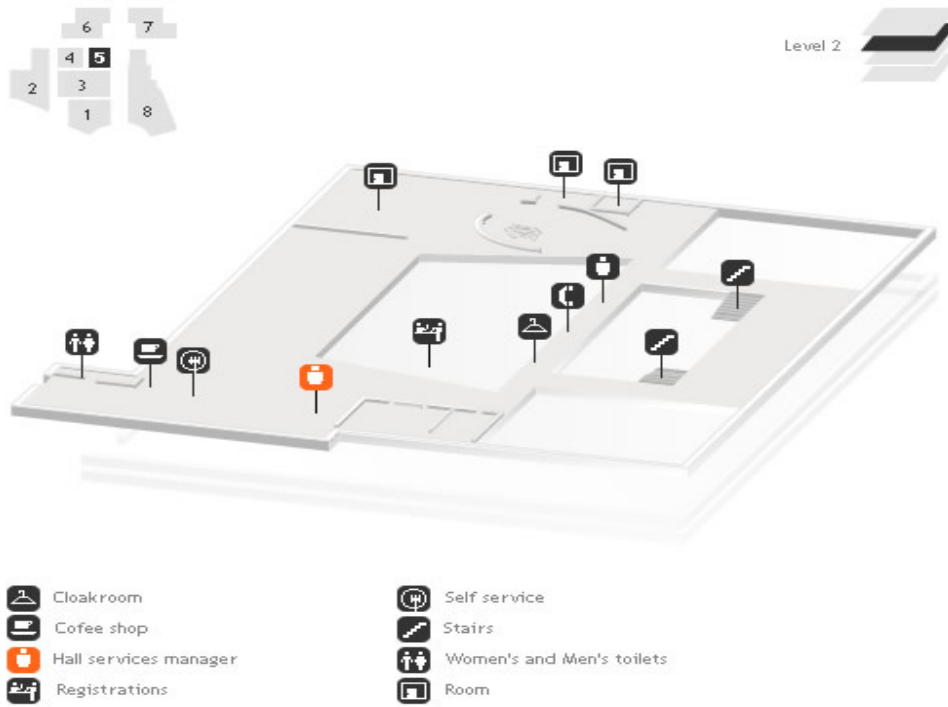 6 7
4 5
2 3
1 8
Level 2
Cloakroom
Cofee shop
Hall services manager
Registrations
Self service
Stairs
Women's and Men's toilets
Room